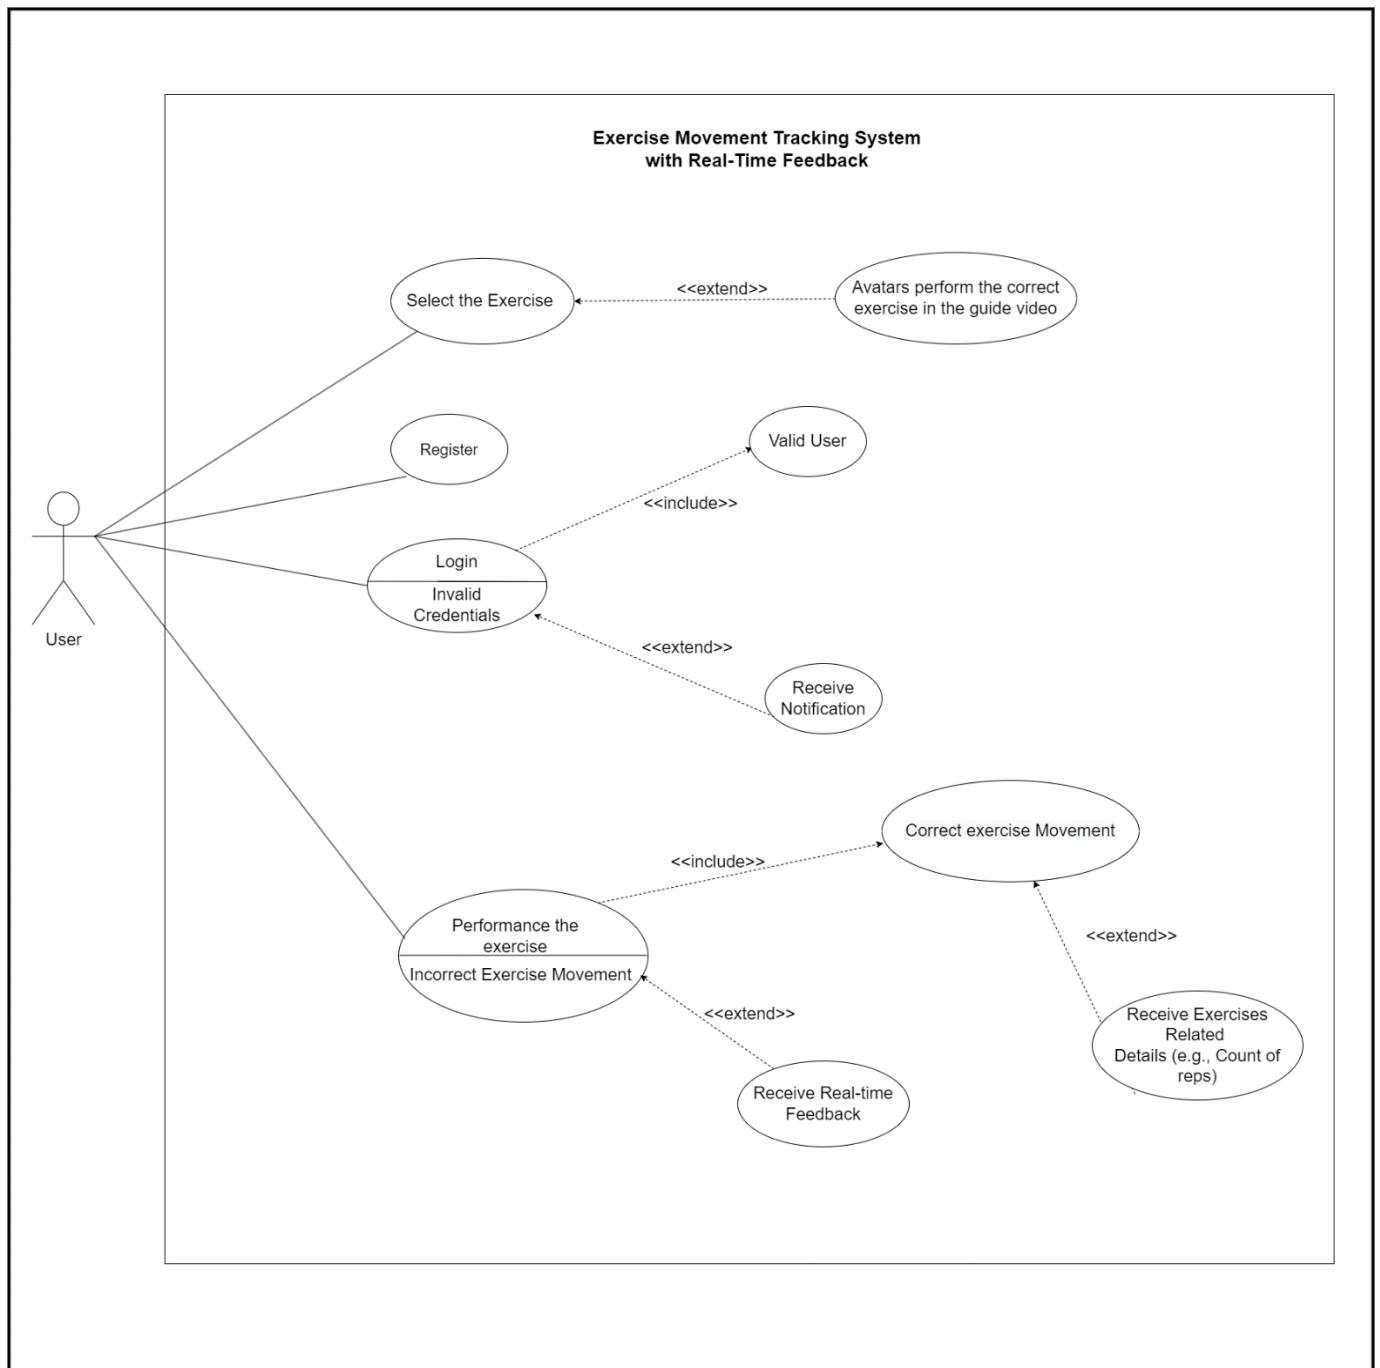 Exercise Movement Tracking System
with Real-Time Feedback
Select the Exercise
<<extend>>
Avatars perform the correct
exercise in the guide video
Register
Valid User
<<include>>
Login
Invalid
Credentials
User
<<extend>>
Receive
Notification
Correct exercise Movement
<<include>>
Performance the
exercise
Incorrect Exercise Movement
<<extend>>
<<extend>>
Receive Exercises
Related
Details (e.g., Count of
reps)
Receive Real-time
Feedback